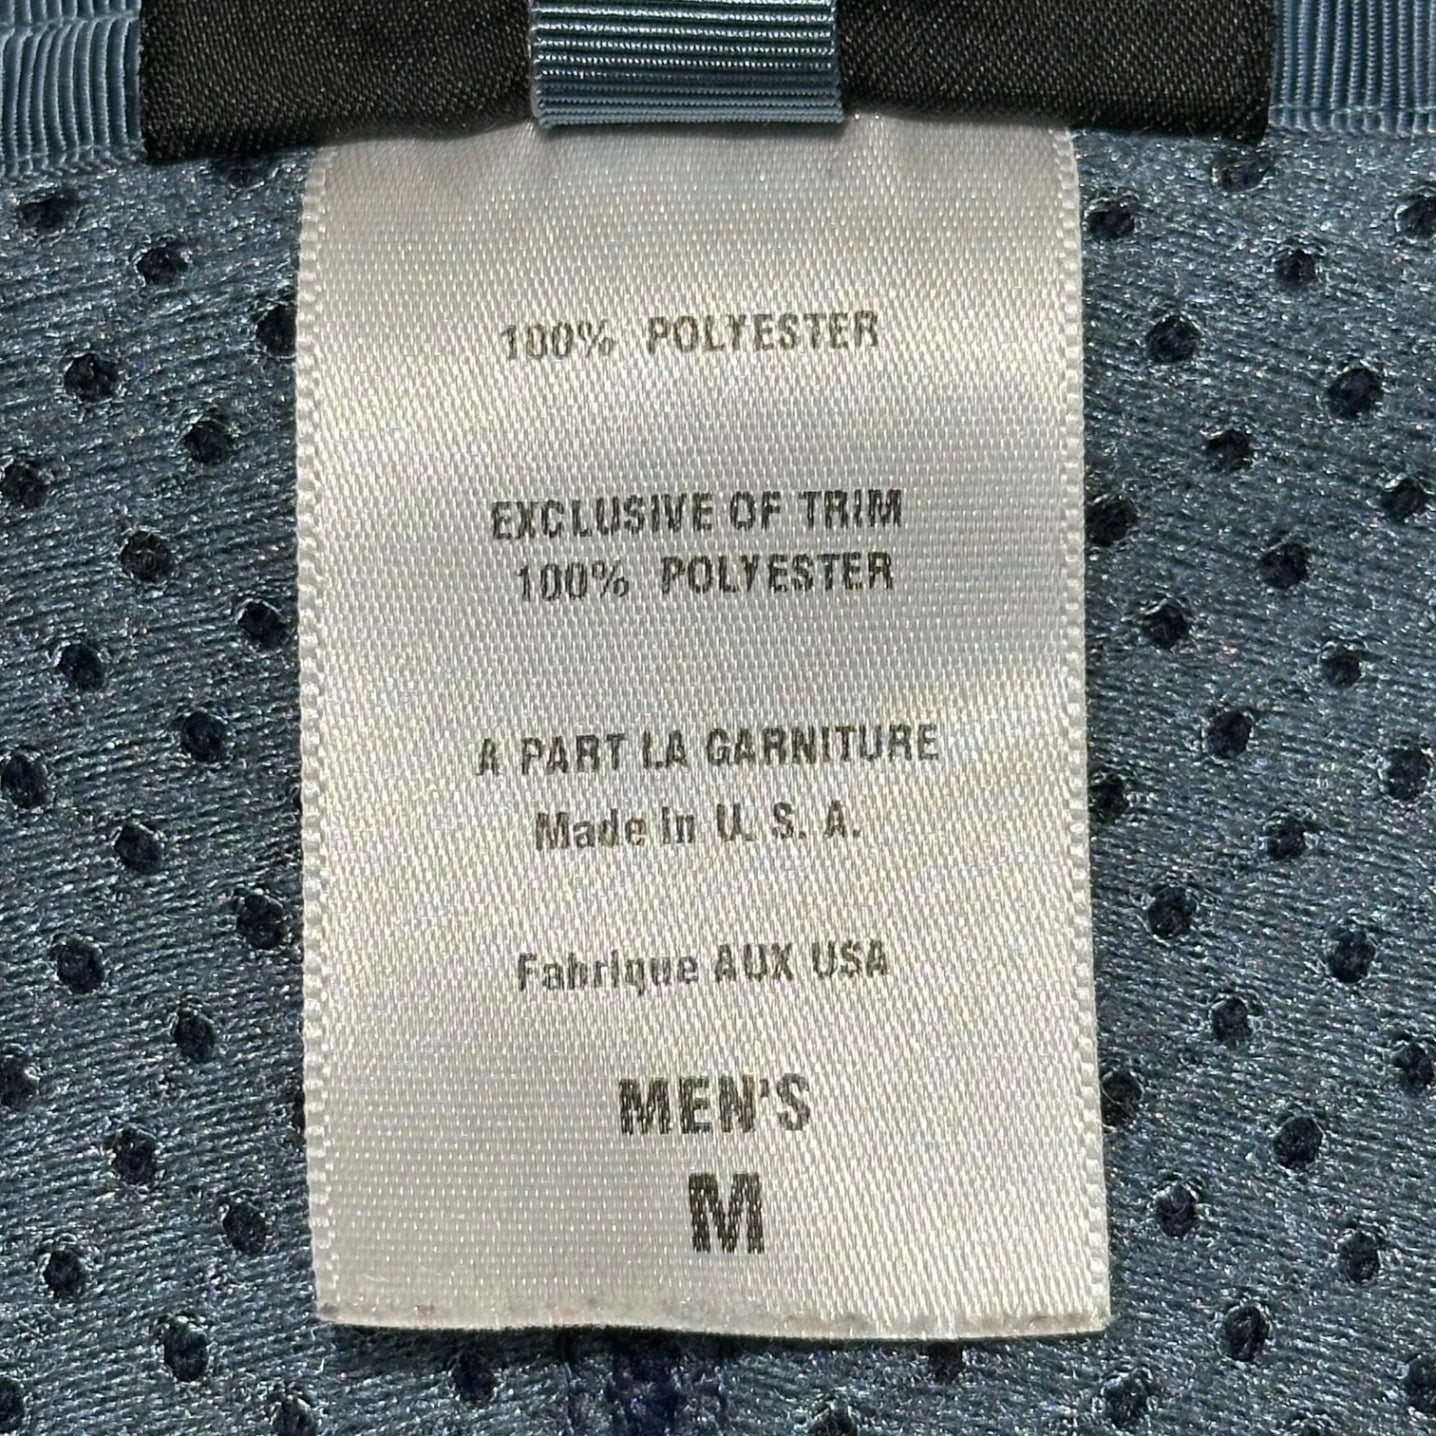 100% POLYESTER
EXCLUSIVE OF TRIM
100% POLYESTER
A PART LA GARNITURE
Made In U. S. A.
Fabrique AUX USA
MEN'S
M